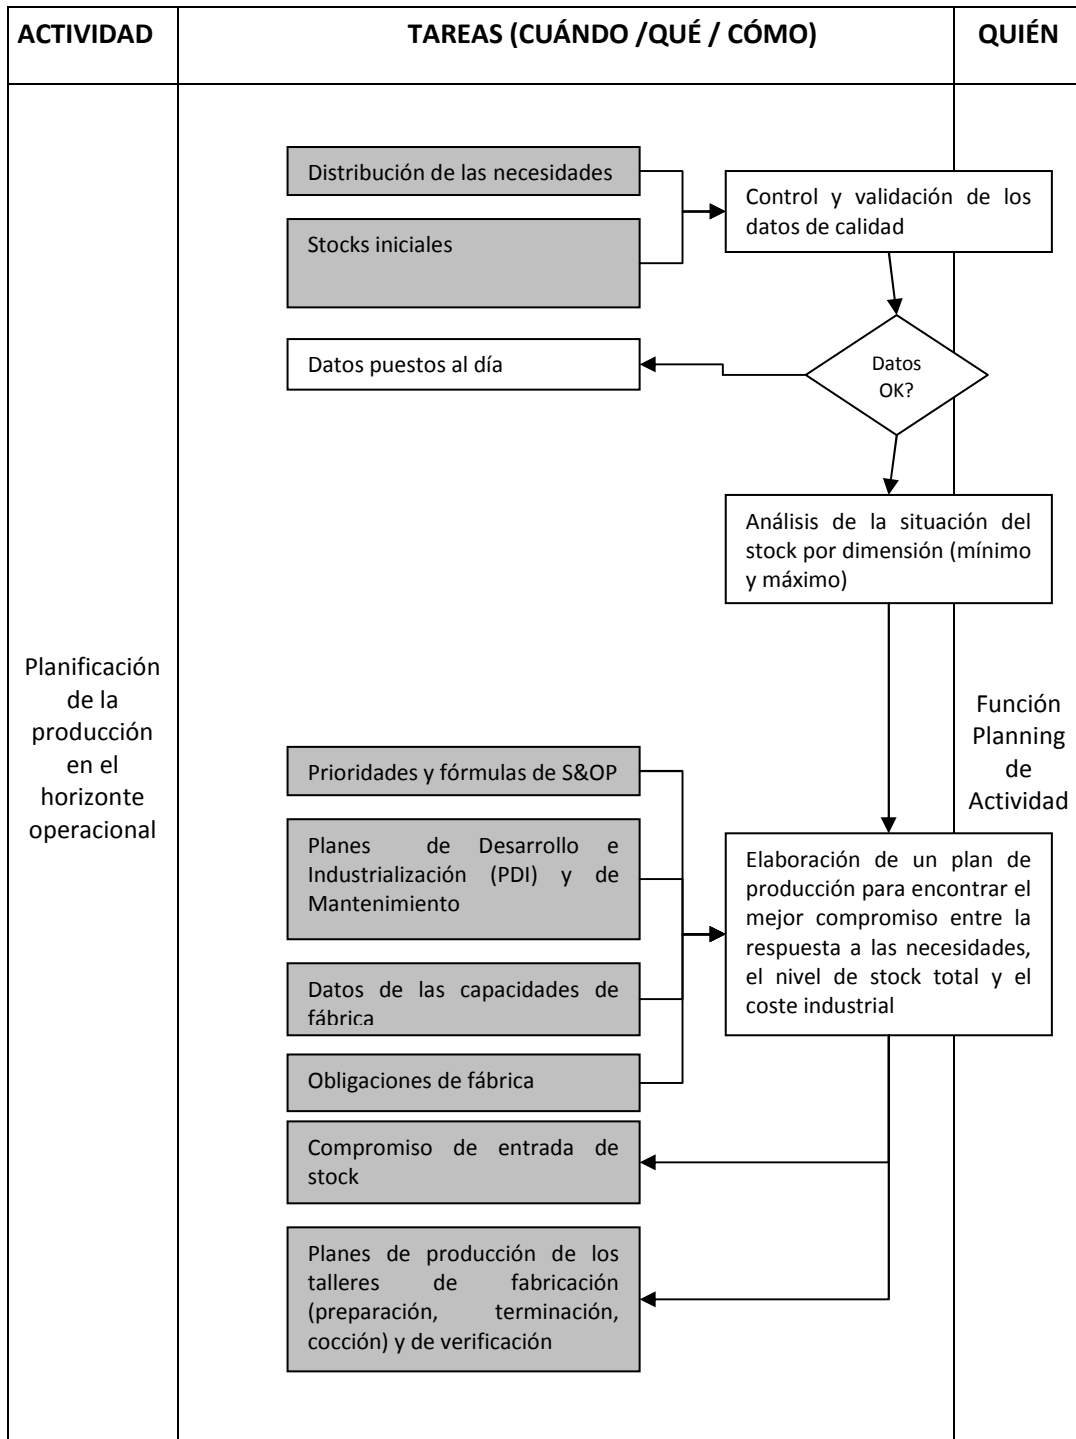 ACTIVIDAD
TAREAS (CUÁNDO /QUÉ / CÓMO)
QUIÉN
Distribución de las necesidades
Stocks iniciales
Control y validación de los
datos de calidad
Datos puestos al día
Datos
OK?
Análisis de la situación del
stock por dimensión (mínimo
y máximo)
Planificación
de la
producción
en el
horizonte
operacional
Función
Planning
de
Actividad
Prioridades y fórmulas de S&OP
Planes de Desarrollo e
Industrialización (PDI) y de
Mantenimiento
Datos de las capacidades de
fábrica
Obligaciones de fábrica
Elaboración de un plan de
producción para encontrar el
mejor compromiso entre la
respuesta a las necesidades,
el nivel de stock total y el
coste industrial
Compromiso de entrada de
stock
Planes de producción de los
talleres de fabricación
(preparación, terminación,
cocción) y de verificación